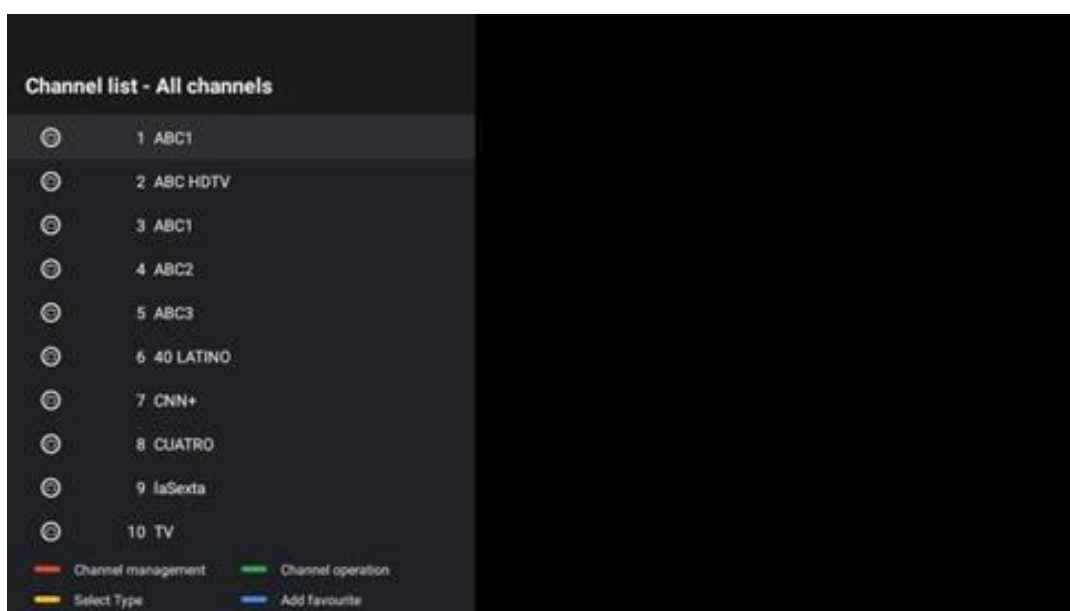 Channel list - All channels
1 ABC1
2 ABC HDTV
3 ABC1
4 ABC2
5 ABC3
6 40 LATINO
7 CNN+
8 CUATRO
9 laSexta
10 TV
Channel management Channel operation
Select Type Add favourite